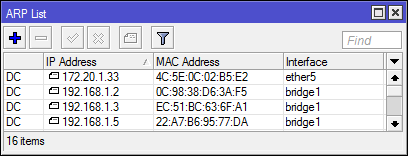 ARP List
Find
IP Address MAC Address Interface
DC 172.20.1.33 4C:5E:0C:02:B5:E2 ether5
DC 192.168.1.2 0C:98:38:D6:3A:F5 bridge1
DC 192.168.1.3 EC:51:BC:63:6F:A1 bridge1
DC 192.168.1.5 22:A7:B6:95:77:DA bridge1
16 items